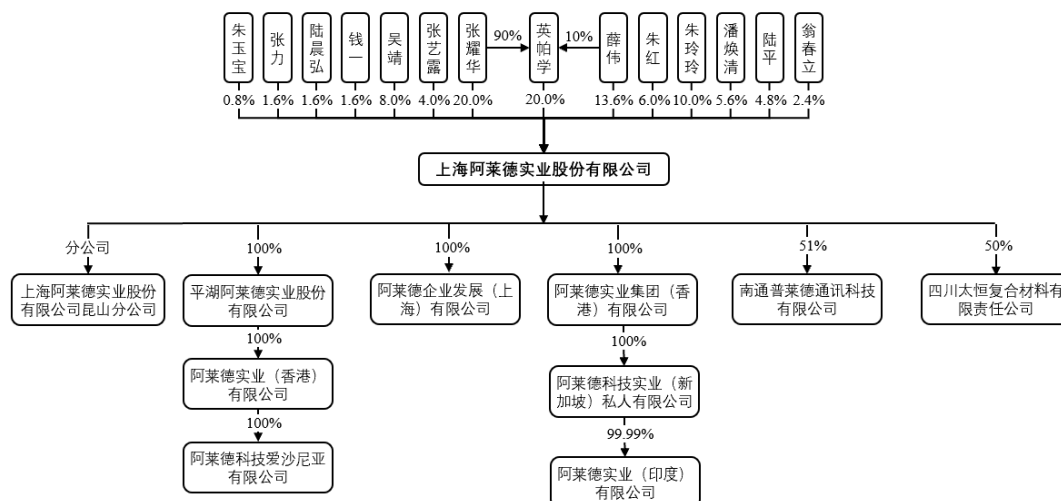 朱玉宝
张力
陆晨弘
钱一
吴靖
张艺露
张耀华
90%
英帕学
10%
薛伟
朱红
朱玲玲
潘焕清
陆平
翁春立
0.8%
1.6%
1.6%
1.6%
8.0%
4.0%
20.0%
20.0%
13.6%
6.0%
10.0%
5.6%
4.8%
2.4%
上海阿莱德实业股份有限公司
分公司
100%
100%
100%
51%
50%
上海阿莱德实业股份
有限公司昆山分公司
平湖阿莱德实业股份
有限公司
阿莱德企业发展（上
海）有限公司
阿莱德实业集团（香
港）有限公司
南通普莱德通讯科技
有限公司
四川太恒复合材料有
限责任公司
100%
100%
阿莱德实业（香港）
有限公司
阿莱德科技实业（新
加坡）私人有限公司
100%
99.99%
阿莱德科技爱沙尼亚
有限公司
阿莱德实业（印度）
有限公司